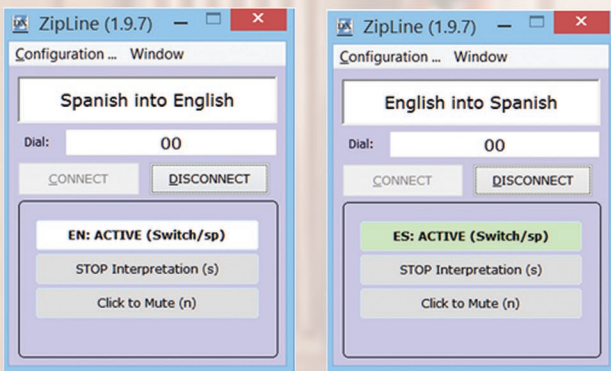 ZipLine (1.9.7)
Configuration ... Window
Spanish into English
Dial: 00
CONNECT DISCONNECT
EN: ACTIVE (Switch/sp)
STOP Interpretation (s)
Click to Mute (n)
ZipLine (1.9.7)
Configuration ... Window
English into Spanish
Dial: 00
CONNECT DISCONNECT
ES: ACTIVE (Switch/sp)
STOP Interpretation (s)
Click to Mute (n)